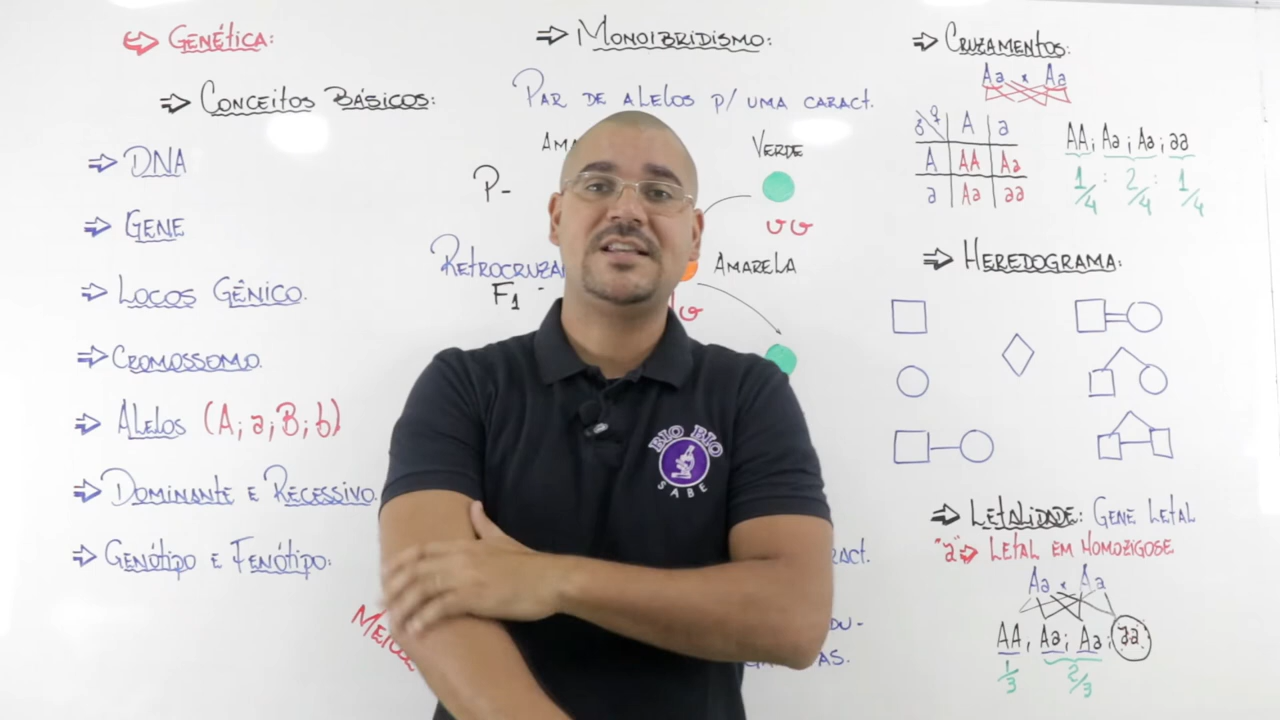 GENÉTICA:
CONCEITOS BÁSICOS:
DNA
GENE
LOCOS GÊNICO.
CROMOSSOMO.
ALELOS (A; a; B; b)
DOMINANTE E RECESSIVO.
GENÓTIPO E FENÓTIPO:
MONOIBRIDISMO:
PAR DE ALELOS P/ UMA CARACT.
VERDE
P-
vv
AMARELA
F1
BIO BIO
SABE
CRUZAMENTOS:
Aa × Aa
♂ ♀ A a
A AA Aa
a Aa aa
AA; Aa; Aa; aa
1/4 : 2/4 : 1/4
HEREDOGRAMA:
LETALIDADE: GENE LETAL
"a" LETAL EM HOMOZIGOSE
Aa × Aa
AA, Aa; Aa; aa
1/3 2/3